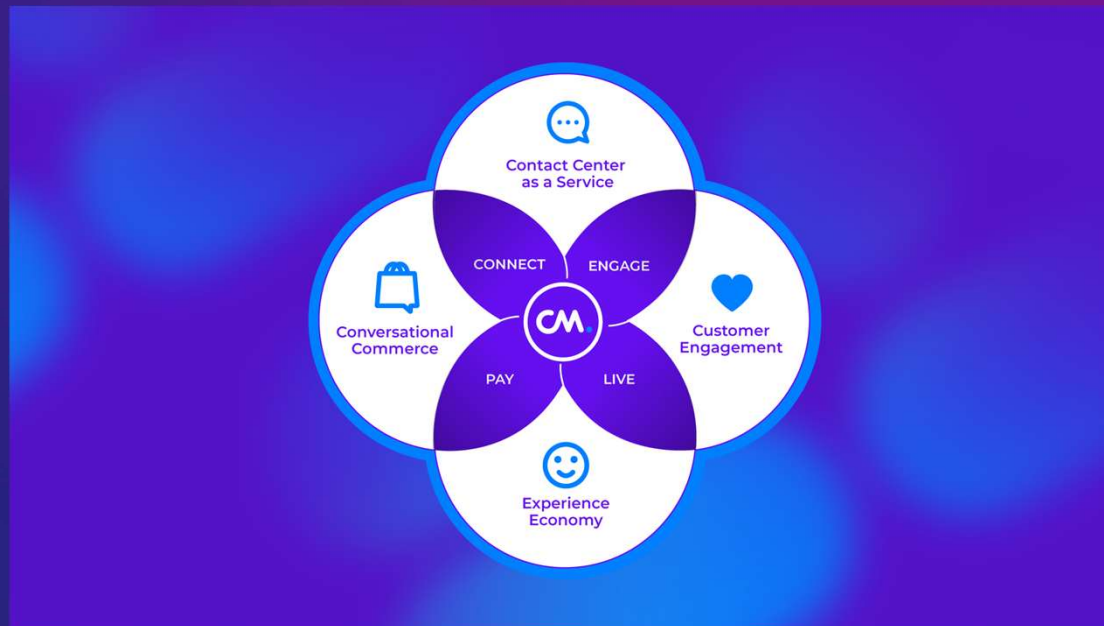 Contact Center
as a Service
CONNECT
ENGAGE
Conversational
Commerce
CM.
Customer
Engagement
PAY
LIVE
Experience
Economy